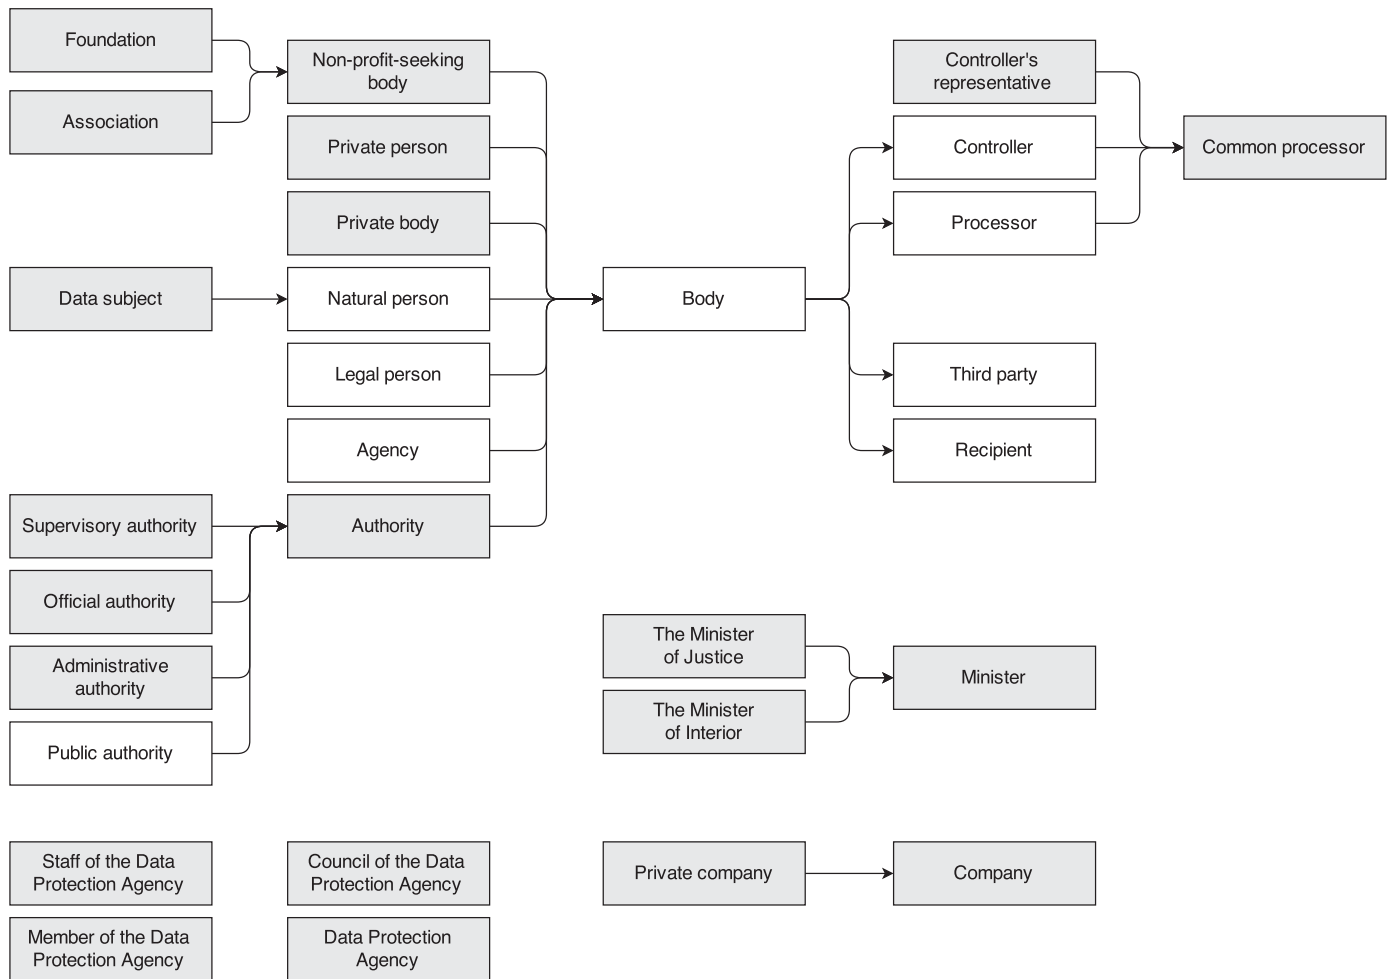 Foundation
Association
Non-profit-seeking
body
Private person
Private body
Data subject
Natural person
Legal person
Agency
Supervisory authority
Authority
Official authority
Administrative
authority
Public authority
Body
Controller's
representative
Controller
Processor
Common processor
Third party
Recipient
The Minister
of Justice
The Minister
of Interior
Minister
Staff of the Data
Protection Agency
Council of the Data
Protection Agency
Private company
Company
Member of the Data
Protection Agency
Data Protection
Agency